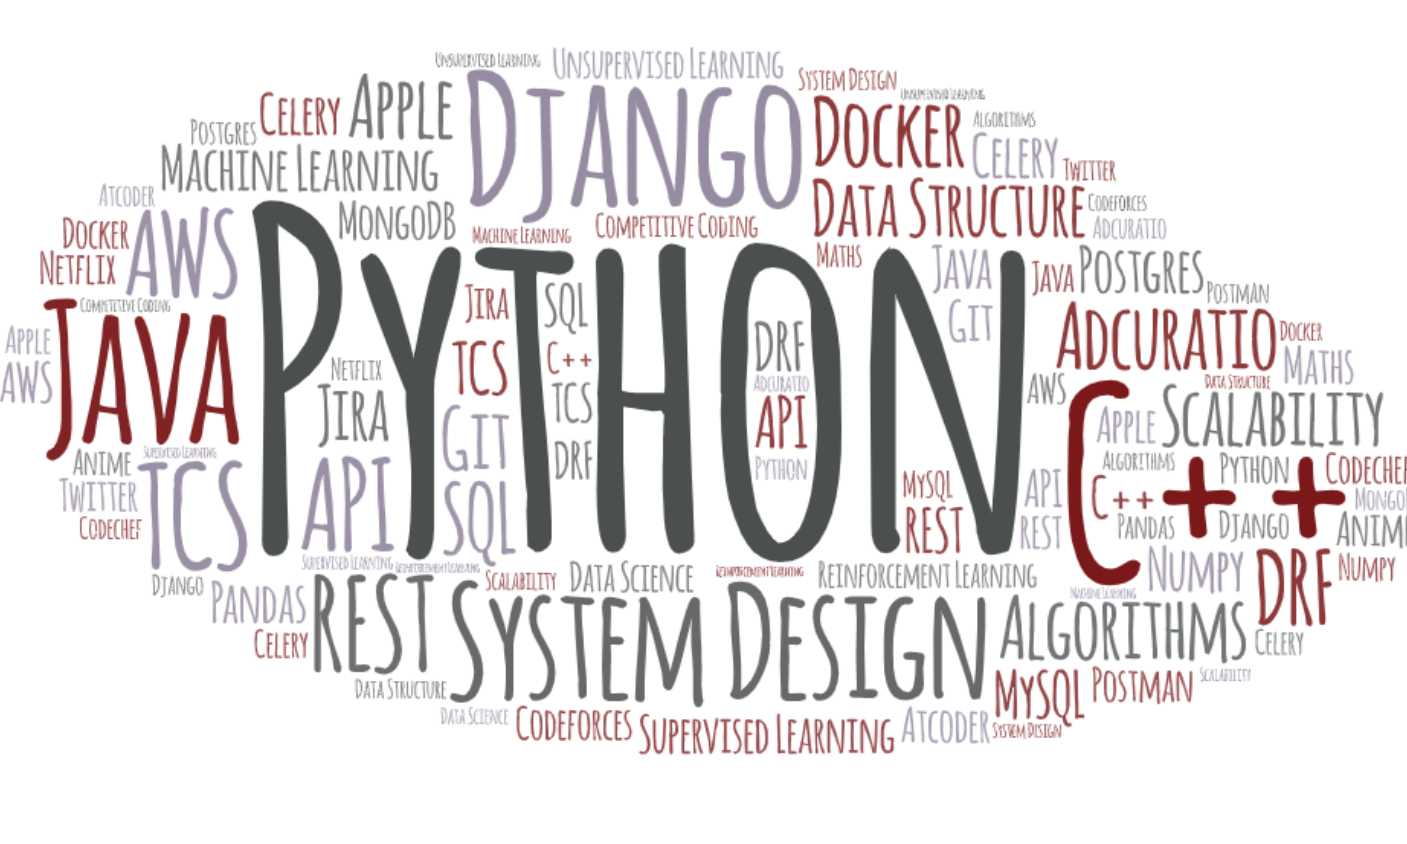 Unsupervised Learning
Unsupervised Learning
System Design
Unsupervised Learning
Celery
Apple
Django
Docker
Algorithms
Postgres
Machine Learning
Celery
Twitter
Atcoder
AWS
MongoDB
Data Structure
Codeforces
Docker
Machine Learning
Competitive Coding
Adcuratio
Netflix
Python
Maths
Java
Java
Postgres
Competitive Coding
Java
Jira
SQL
Git
Postman
Apple
AWS
Netflix
TCS
C++
DRF
Adcuratio
Docker
Jira
TCS
Adcuratio
AWS
Data Structure
Maths
Git
API
C++
Apple
Scalability
Supervised Learning
Anime
TCS
API
DRF
Python
Algorithms
Python
Codechef
Twitter
SQL
MySQL
API
C++
Mongo
Codechef
REST
REST
Pandas
Django
Anime
Supervised Learning
Reinforcement Learning
Django
Scalability
Data Science
Reinforcement Learning
Reinforcement Learning
Numpy
DRF
Numpy
Pandas
REST
System Design
Machine Learning
Algorithms
Celery
Celery
Data Structure
MySQL
Postman
Scalability
Data Science
Codeforces
Supervised Learning
Atcoder
System Design